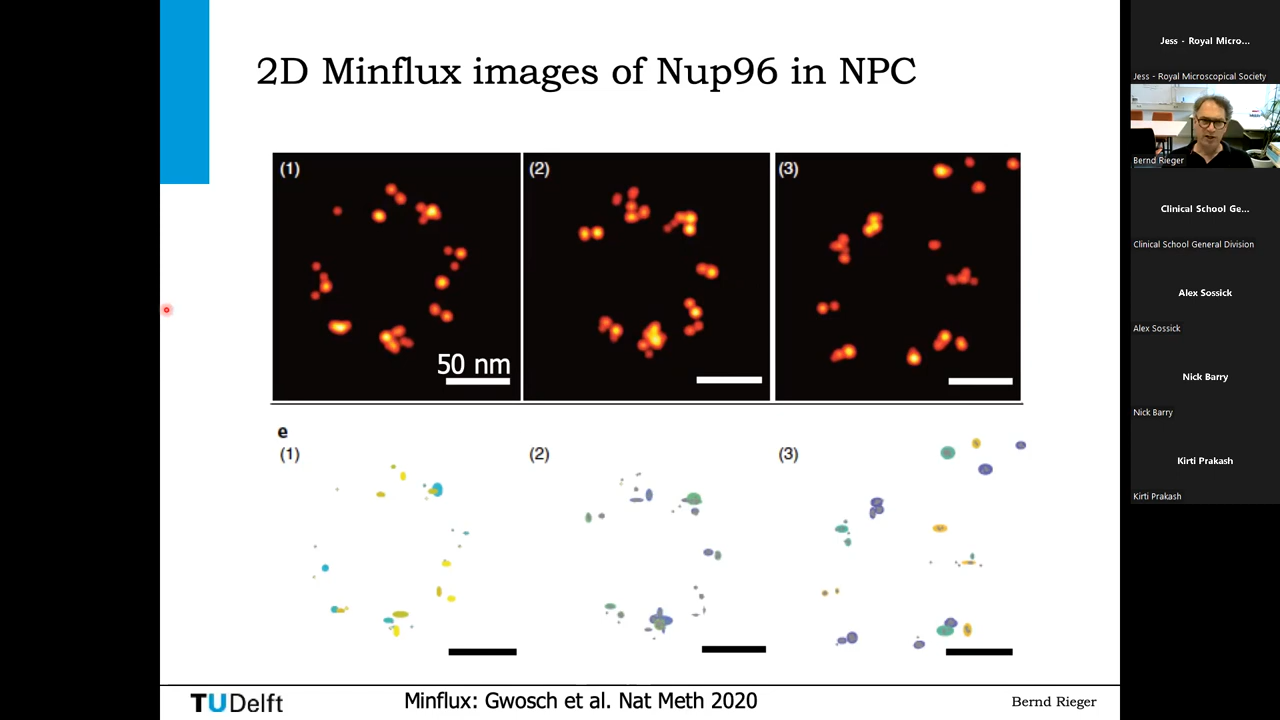 2D Minflux images of Nup96 in NPC
(1)
(2)
(3)
50 nm
e
(1)
(2)
(3)
TUDelft
Minflux: Gwosch et al. Nat Meth 2020
Bernd Rieger
Jess - Royal Micro...
Jess - Royal Microscopical Society
Bernd Rieger
Clinical School Ge...
Clinical School General Division
Alex Sossick
Alex Sossick
Nick Barry
Nick Barry
Kirti Prakash
Kirti Prakash